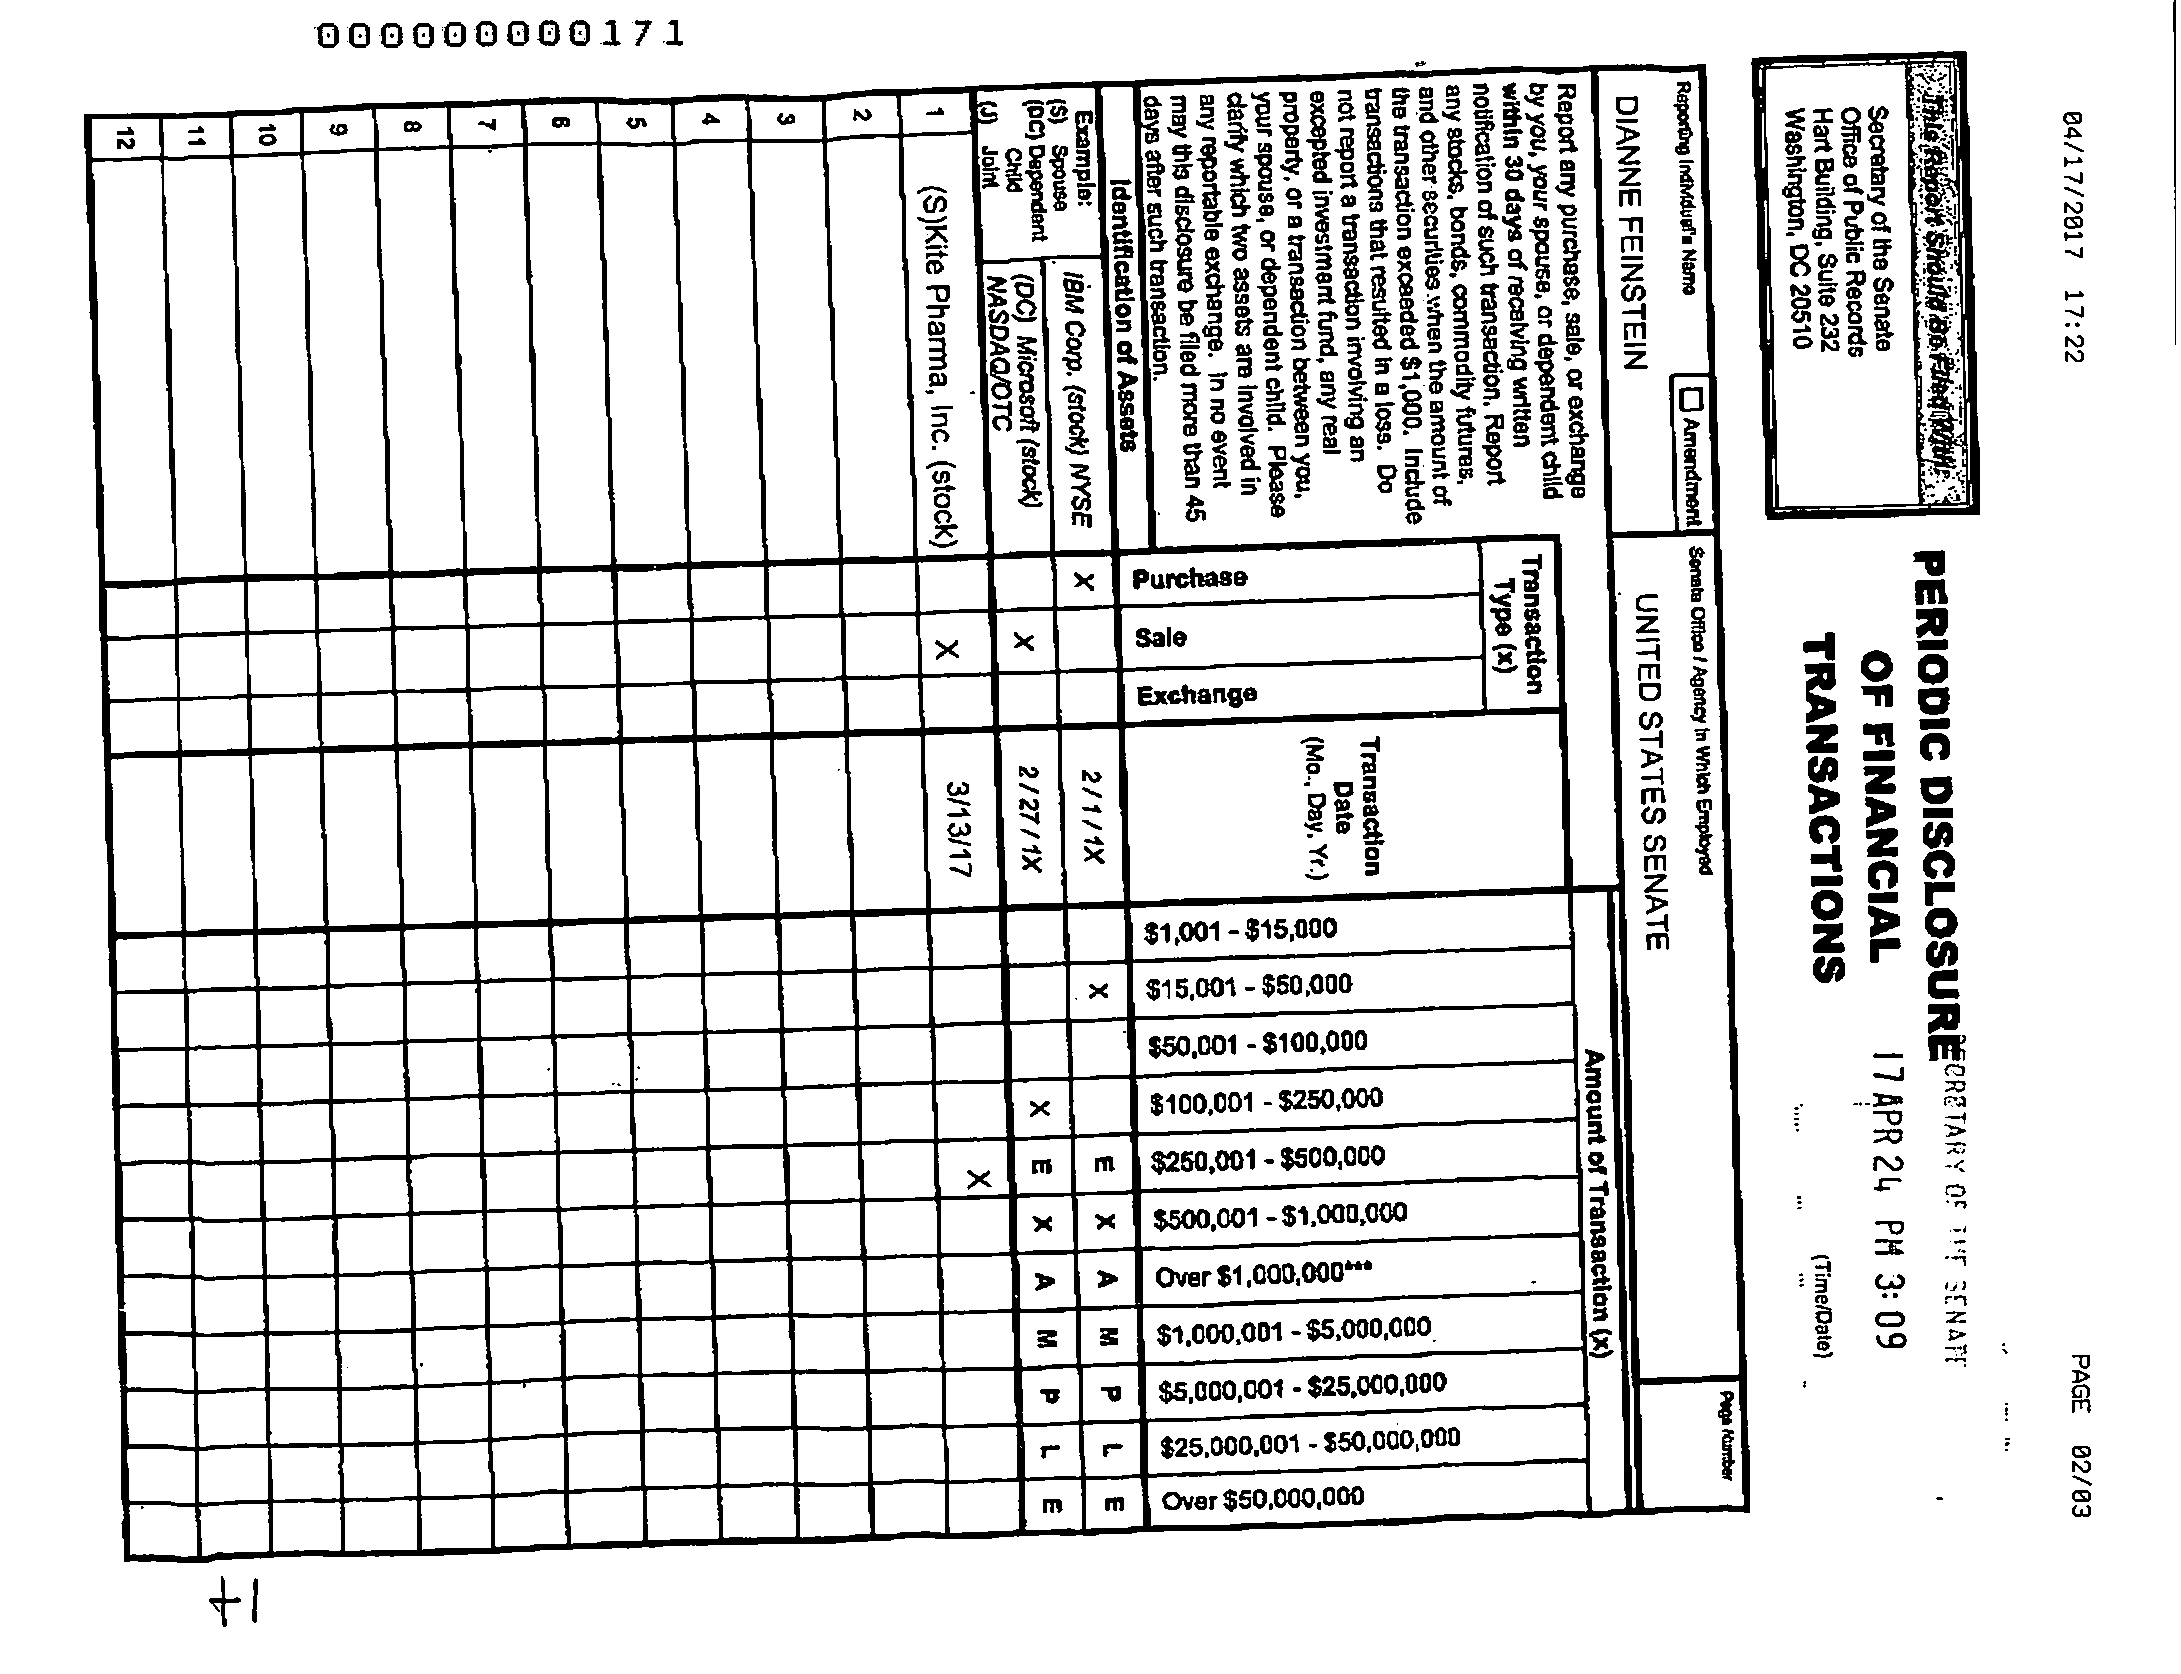 000000000171
04/17/2017 17:22
PAGE 02/03
This Report Should Be Filed With:
Secretary of the Senate
Office of Public Records
Hart Building, Suite 232
Washington, DC 20510
PERIODIC DISCLOSURE
OF FINANCIAL
TRANSACTIONS
SECRETARY OF THE SENATE
17 APR 24 PM 3:09
(Time/Date)
Reporting Individual's Name
Amendment
Senate Office / Agency in Which Employed
Page Number
DIANNE FEINSTEIN
UNITED STATES SENATE
Report any purchase, sale, or exchange
by you, your spouse, or dependent child
within 30 days of receiving written
notification of such transaction. Report
any stocks, bonds, commodity futures,
and other securities when the amount of
the transaction exceeded $1,000. Include
transactions that resulted in a loss. Do
not report a transaction involving an
excepted investment fund, any real
property, or a transaction between you,
your spouse, or dependent child. Please
clarify which two assets are involved in
any reportable exchange. In no event
may this disclosure be filed more than 45
days after such transaction.
Transaction
Type (x)
Purchase
Sale
Exchange
Transaction
Date
(Mo., Day, Yr.)
Amount of Transaction (x)
$1,001 - $15,000
$15,001 - $50,000
$50,001 - $100,000
$100,001 - $250,000
$250,001 - $500,000
$500,001 - $1,000,000
Over $1,000,000***
$1,000,001 - $5,000,000
$5,000,001 - $25,000,000
$25,000,001 - $50,000,000
Over $50,000,000
Identification of Assets
Example:
(S) Spouse
(DC) Dependent
Child
(J) Joint
IBM Corp. (stock) NYSE X 2/1/1X X E X A M P L E
(DC) Microsoft (stock)
NASDAQ/OTC X 2/27/1X X E X A M P L E
1 (S)Kite Pharma, Inc. (stock) X 3/13/17 X
2
3
4
5
6
7
8
9
10
11
12